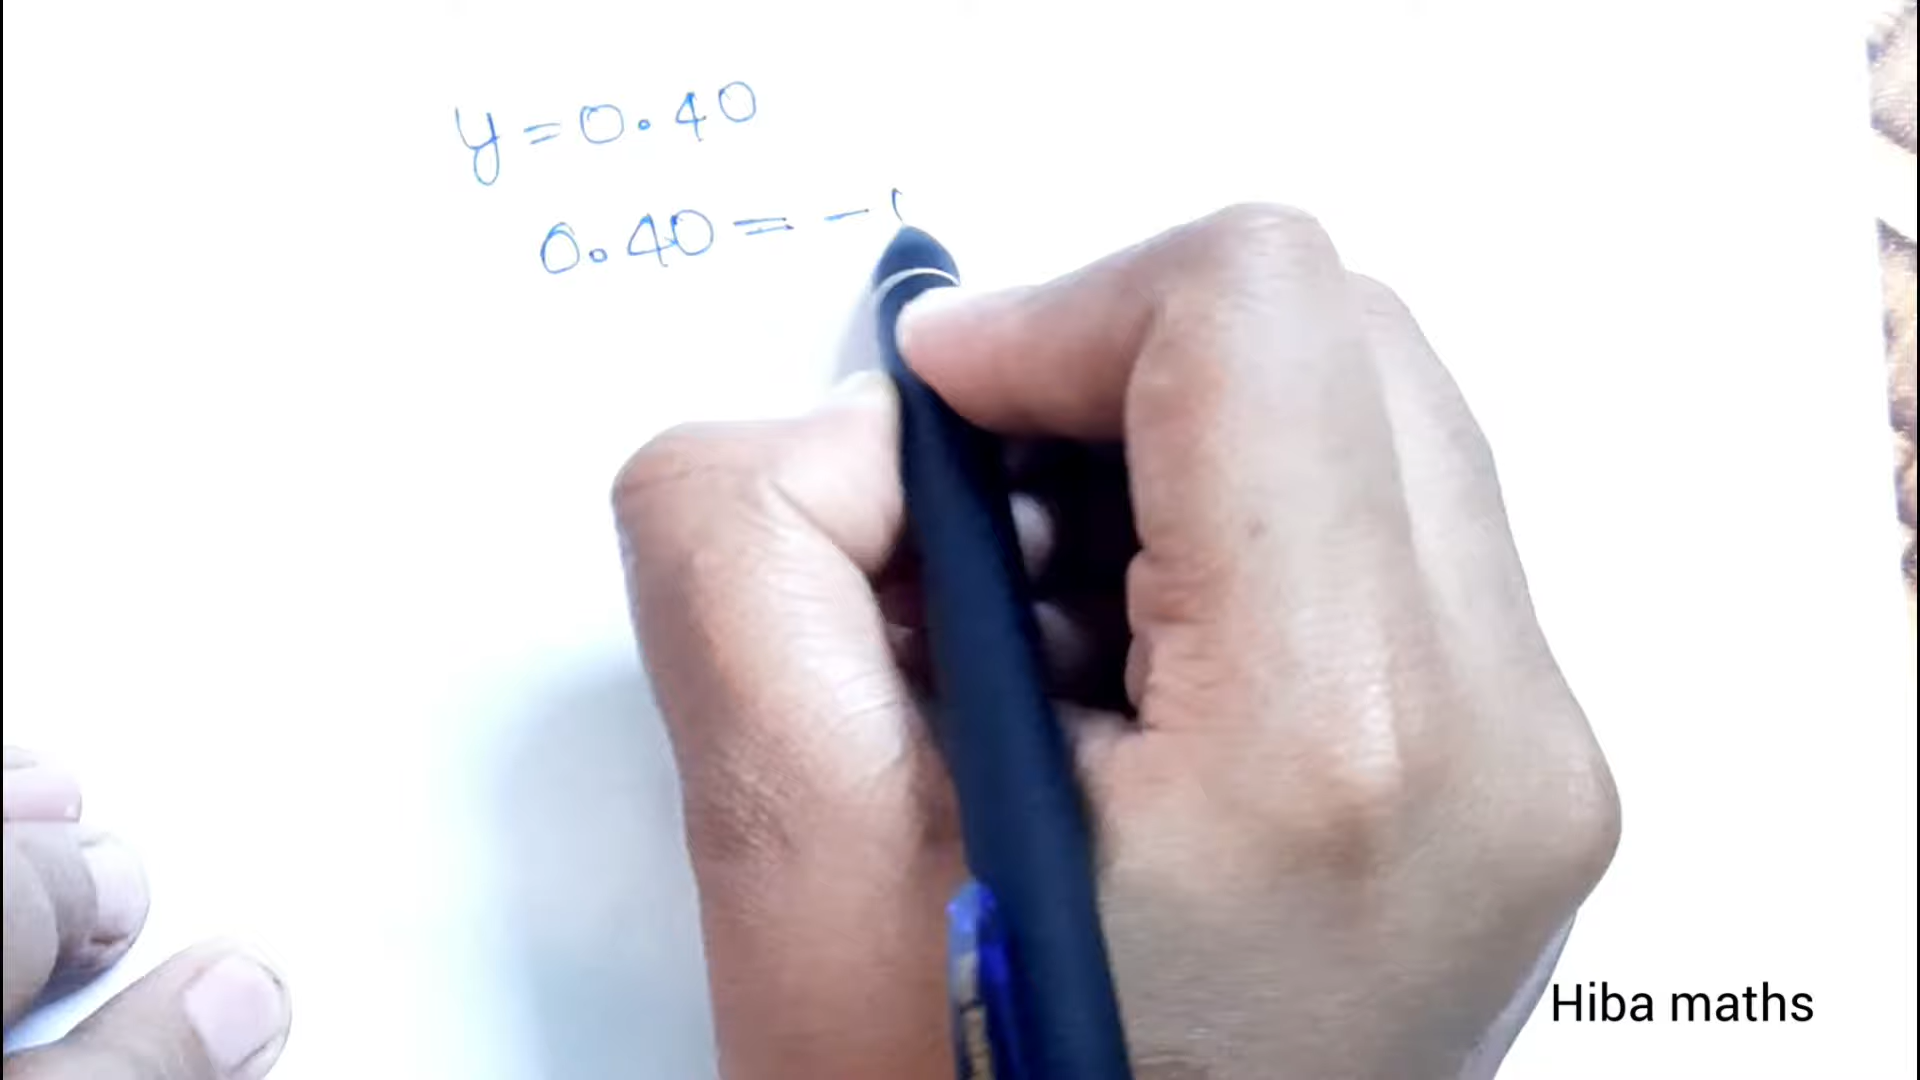 y = 0.40
0.40 = -
Hiba maths